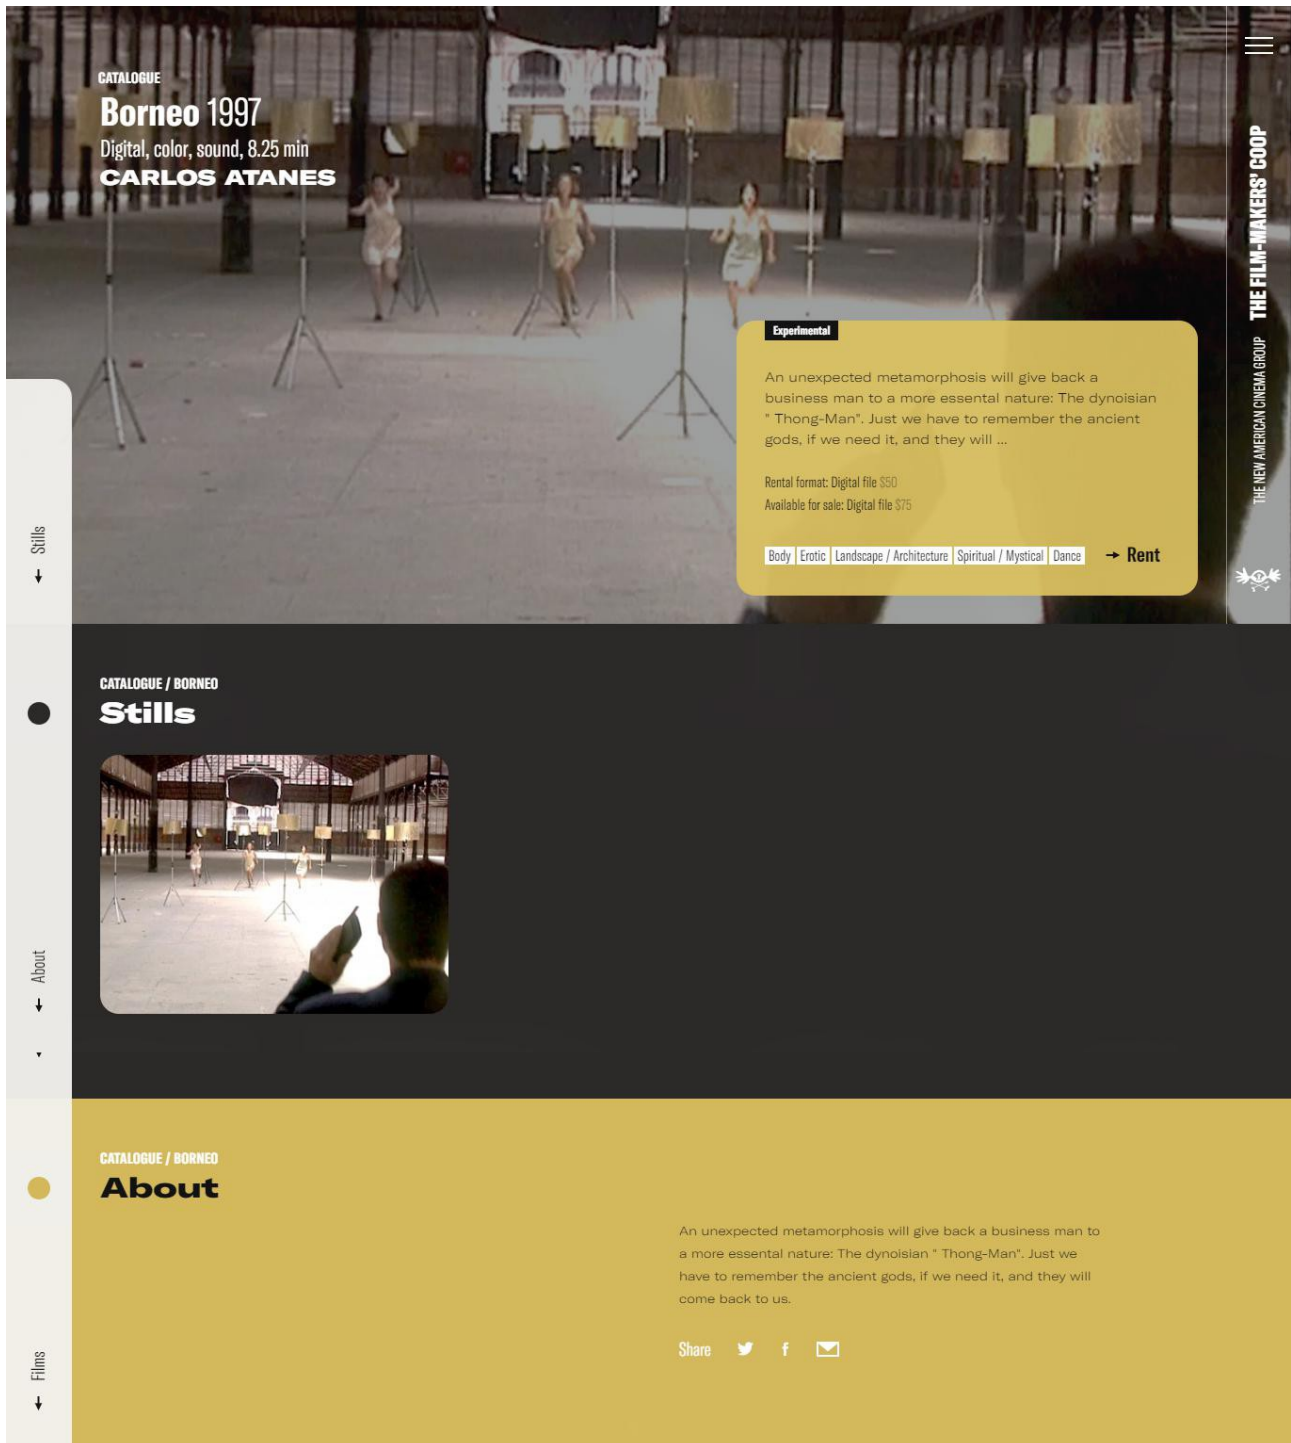 CATALOGUE
Borneo 1997
Digital, color, sound, 8.25 min
CARLOS ATANES
THE FILM-MAKERS' COOP
THE NEW AMERICAN CINEMA GROUP
Experimental
An unexpected metamorphosis will give back a
business man to a more essental nature: The dynoisian
" Thong-Man". Just we have to remember the ancient
gods, if we need it, and they will ...
Rental format: Digital file $50
Available for sale: Digital file $75
Body Erotic Landscape / Architecture Spiritual / Mystical Dance → Rent
Stills
CATALOGUE / BORNEO
Stills
About
CATALOGUE / BORNEO
About
An unexpected metamorphosis will give back a business man to
a more essental nature: The dynoisian " Thong-Man". Just we
have to remember the ancient gods, if we need it, and they will
come back to us.
Share
Films